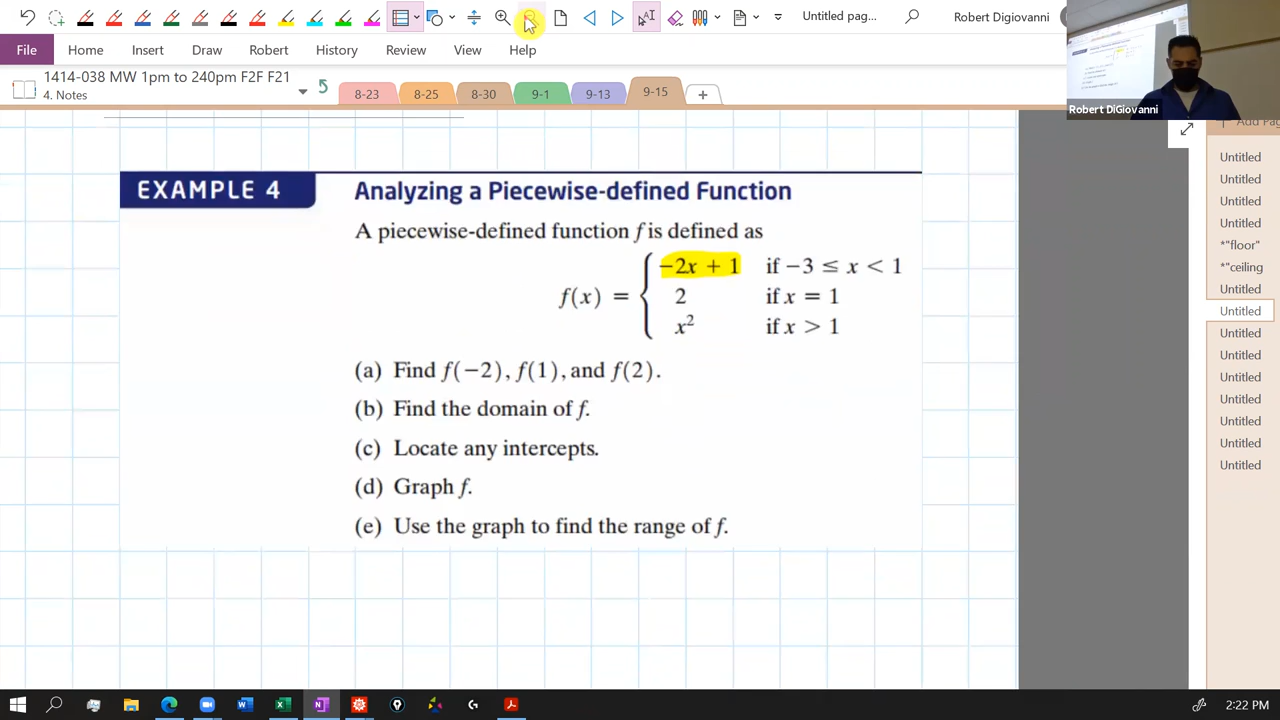 Untitled pag...
Robert Digiovanni
File
Home
Insert
Draw
Robert
History
Review
View
Help
1414-038 MW 1pm to 240pm F2F F21
4. Notes
8-23
8-25
8-30
9-1
9-13
9-15
Robert DiGiovanni
Add Pag
EXAMPLE 4
Analyzing a Piecewise-defined Function
A piecewise-defined function f is defined as
−2x + 1 if −3 ≤ x < 1
f(x) = { 2 if x = 1
x² if x > 1
(a) Find f(−2), f(1), and f(2).
(b) Find the domain of f.
(c) Locate any intercepts.
(d) Graph f.
(e) Use the graph to find the range of f.
Untitled
Untitled
Untitled
Untitled
*"floor"
*"ceiling
Untitled
Untitled
Untitled
Untitled
Untitled
Untitled
Untitled
Untitled
Untitled
2:22 PM